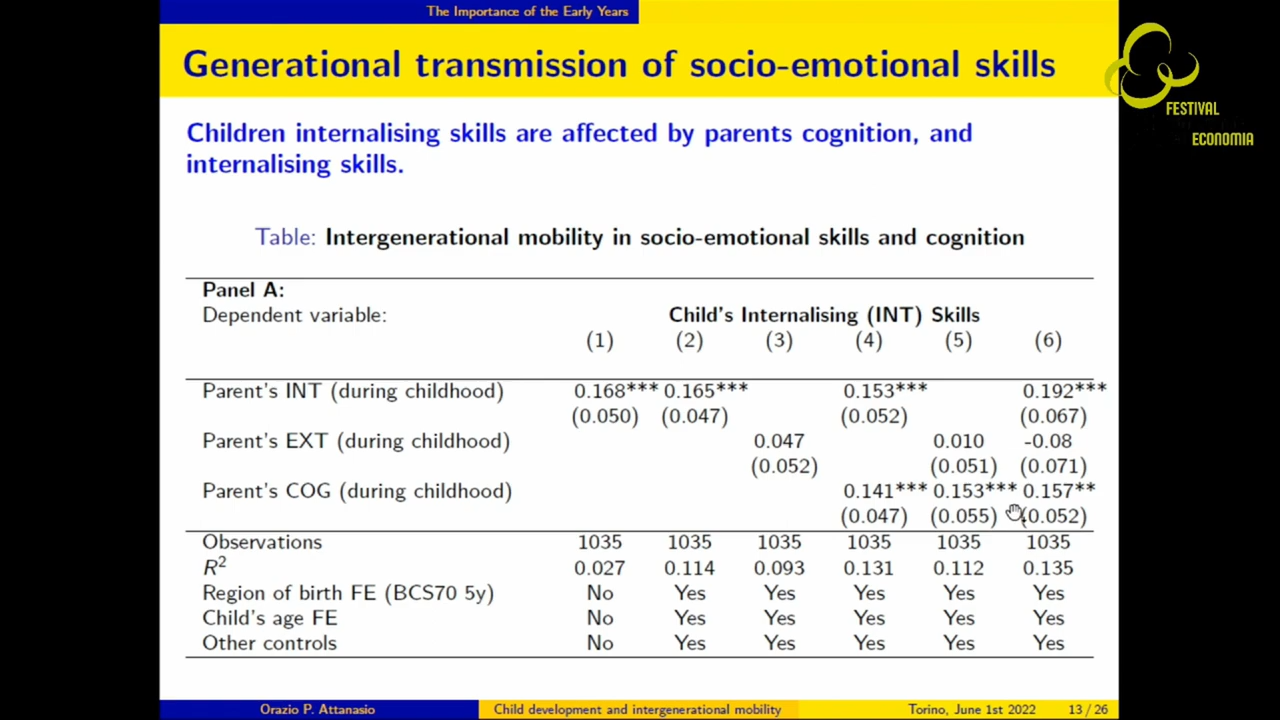 The Importance of the Early Years
Generational transmission of socio-emotional skills
FESTIVAL
ECONOMIA
Children internalising skills are affected by parents cognition, and
internalising skills.
Table: Intergenerational mobility in socio-emotional skills and cognition
Panel A:
Dependent variable: Child's Internalising (INT) Skills
(1) (2) (3) (4) (5) (6)
Parent's INT (during childhood) 0.168*** 0.165*** 0.153*** 0.192***
(0.050) (0.047) (0.052) (0.067)
Parent's EXT (during childhood) 0.047 0.010 -0.08
(0.052) (0.051) (0.071)
Parent's COG (during childhood) 0.141*** 0.153*** 0.157**
(0.047) (0.055) (0.052)
Observations 1035 1035 1035 1035 1035 1035
R2 0.027 0.114 0.093 0.131 0.112 0.135
Region of birth FE (BCS70 5y) No Yes Yes Yes Yes Yes
Child's age FE No Yes Yes Yes Yes Yes
Other controls No Yes Yes Yes Yes Yes
Orazio P. Attanasio Child development and intergenerational mobility Torino, June 1st 2022 13 / 26